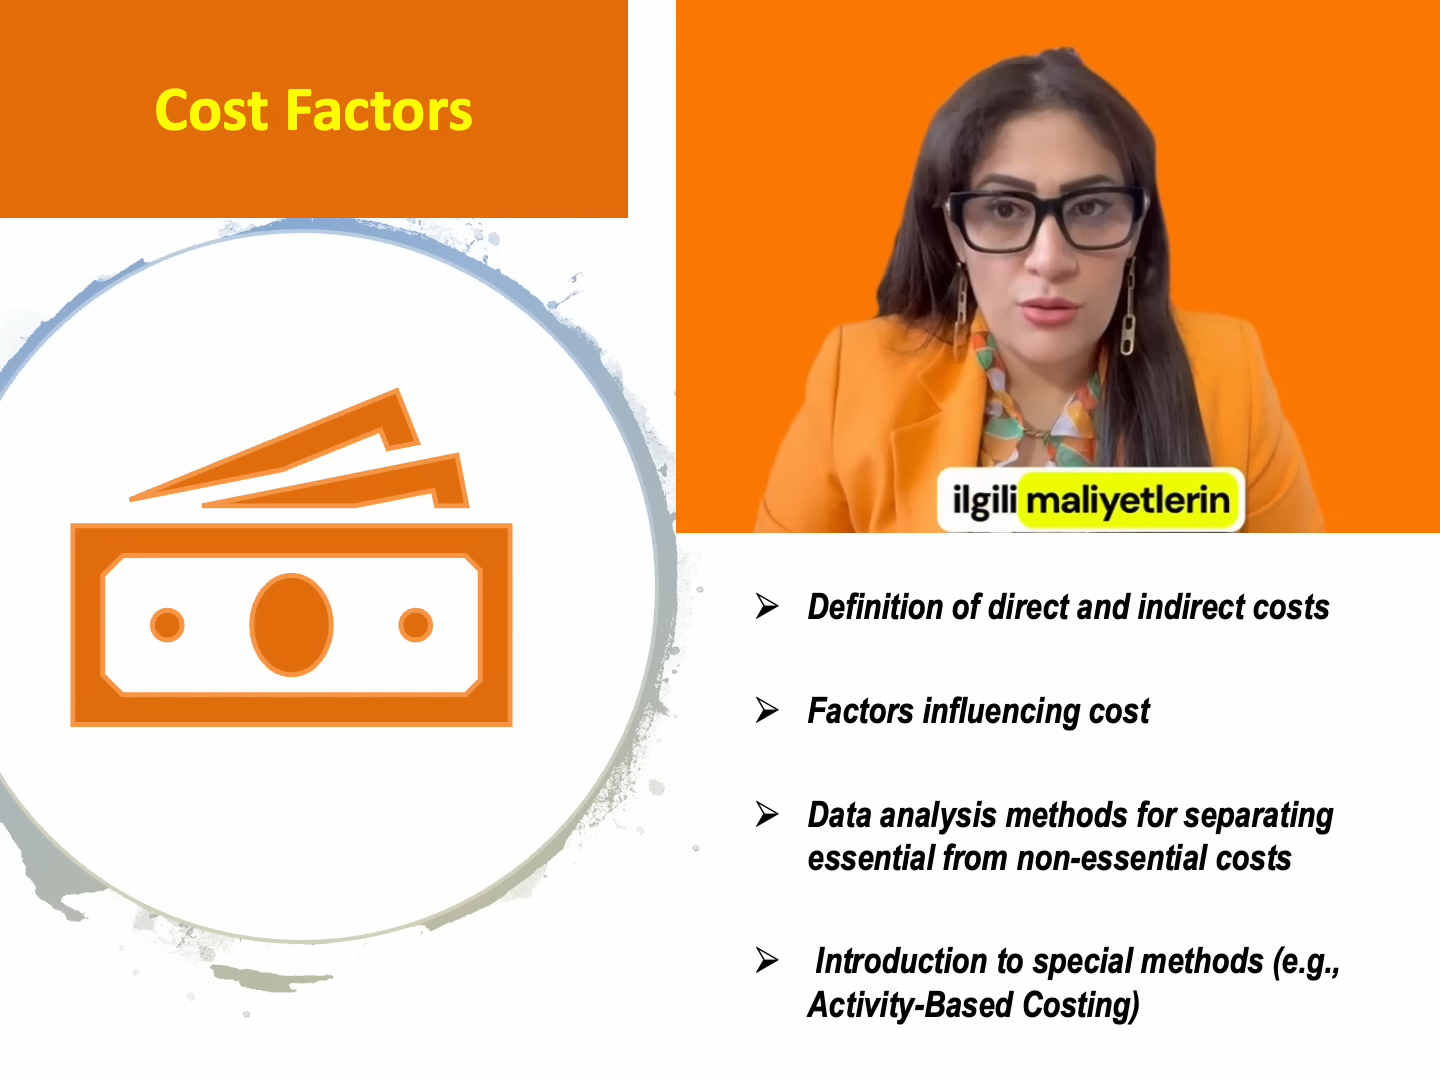 Cost Factors
ilgili maliyetlerin
Definition of direct and indirect costs
Factors influencing cost
Data analysis methods for separating
essential from non-essential costs
Introduction to special methods (e.g.,
Activity-Based Costing)